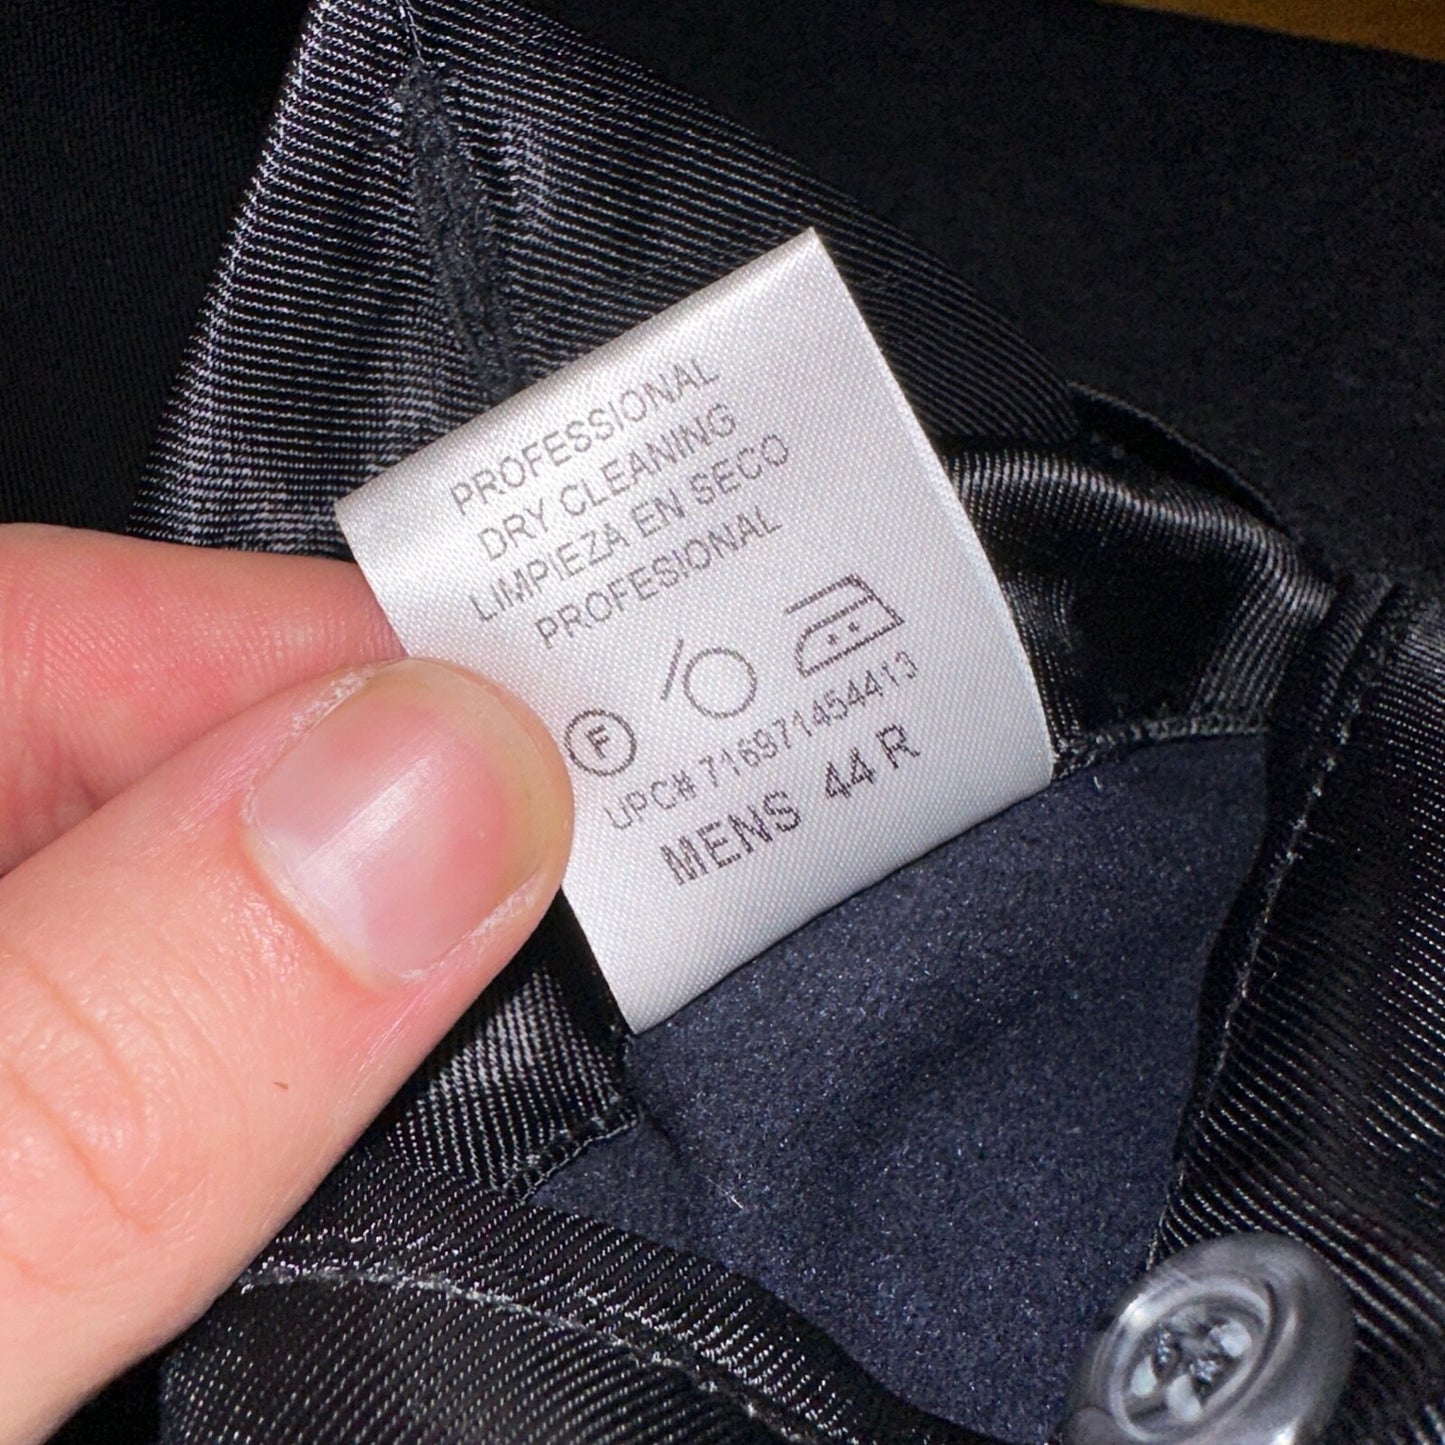 PROFESSIONAL
DRY CLEANING
LIMPIEZA EN SECO
PROFESIONAL
F
UPC# 716971454413
MENS 44 R